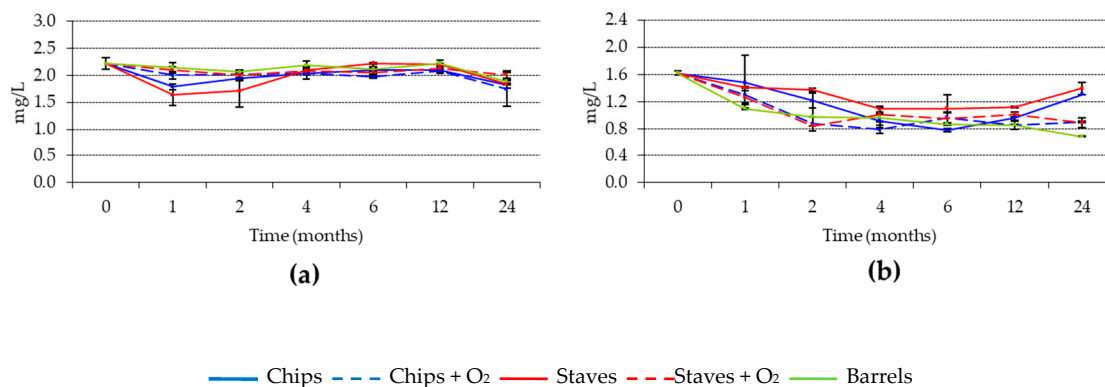 3.0
2.5
2.0
1.5
1.0
0.5
0.0
mg/L
0 1 2 4 6 12 24
Time (months)
(a)
2.8
2.4
2.0
1.6
1.2
0.8
0.4
0.0
mg/L
0 1 2 4 6 12 24
Time (months)
(b)
Chips Chips + O₂ Staves Staves + O₂ Barrels